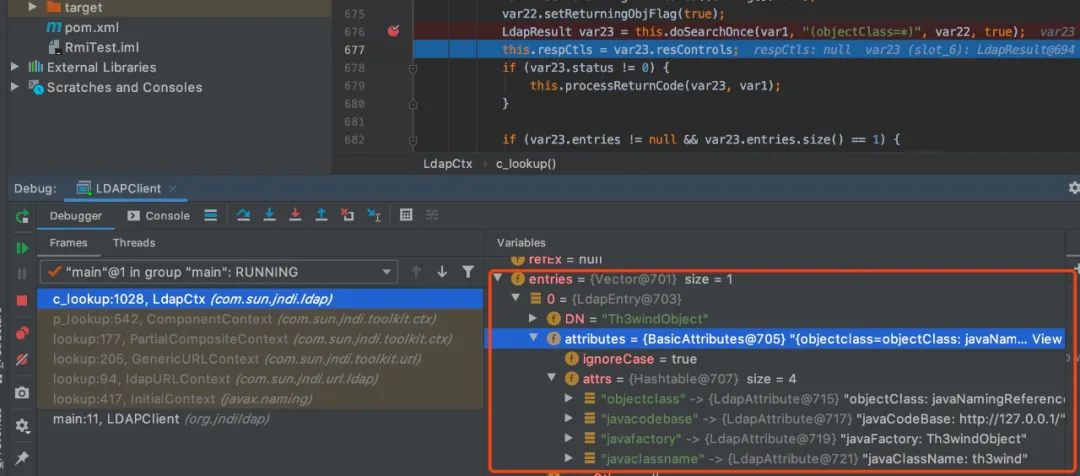 target
pom.xml
RmiTest.iml
External Libraries
Scratches and Consoles
675
676
677
678
679
680
681
682
var22.setReturningObjFlag(true);
LdapResult var23 = this.doSearchOnce(var1, "(objectClass=*)", var22, true); var23
this.respCtls = var23.resControls; respCtls: null var23 (slot_6): LdapResult@694
if (var23.status != 0) {
this.processReturnCode(var23, var1);
}
if (var23.entries != null && var23.entries.size() == 1) {
LdapCtx › c_lookup()
Debug: LDAPClient ×
Debugger Console
Frames Threads
"main"@1 in group "main": RUNNING
c_lookup:1028, LdapCtx (com.sun.jndi.ldap)
p_lookup:542, ComponentContext (com.sun.jndi.toolkit.ctx)
lookup:177, PartialCompositeContext (com.sun.jndi.toolkit.ctx)
lookup:205, GenericURLContext (com.sun.jndi.toolkit.url)
lookup:94, ldapURLContext (com.sun.jndi.url.ldap)
lookup:417, InitialContext (javax.naming)
main:11, LDAPClient (org.jndildap)
Variables
refEx = null
entries = {Vector@701} size = 1
0 = {LdapEntry@703}
DN = "Th3windObject"
attributes = {BasicAttributes@705} "{objectclass=objectClass: javaNam... View
ignoreCase = true
attrs = {Hashtable@707} size = 4
"objectclass" -> {LdapAttribute@715} "objectClass: javaNamingReference
"javacodebase" -> {LdapAttribute@717} "javaCodeBase: http://127.0.0.1/"
"javafactory" -> {LdapAttribute@719} "javaFactory: Th3windObject"
"javaclassname" -> {LdapAttribute@721} "javaClassName: th3wind"